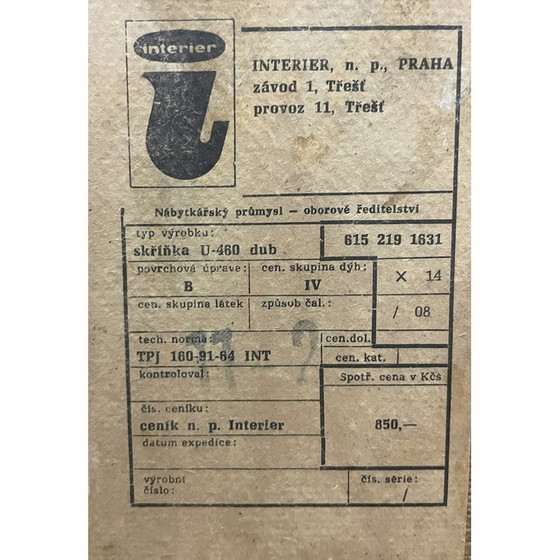 interier
INTERIER, n. p., PRAHA
závod 1, Třešť
provoz 11, Třešť
Nábytkářský průmysl — oborové ředitelství
typ výrobku:
skříňka U-460 dub
615 219 1631
povrchová úprave:
B
cen. skupina dýh:
IV
X 14
cen. skupina látek
způsob čal.:
/ 08
tech. norma:
TPJ 160-91-64 INT
cen. dol.
cen. kat.
kontroloval:
Spotř. cena v Kčs
850,—
čís. ceníku:
ceník n. p. Interier
datum expedice:
výrobní
číslo:
čís. série:
/